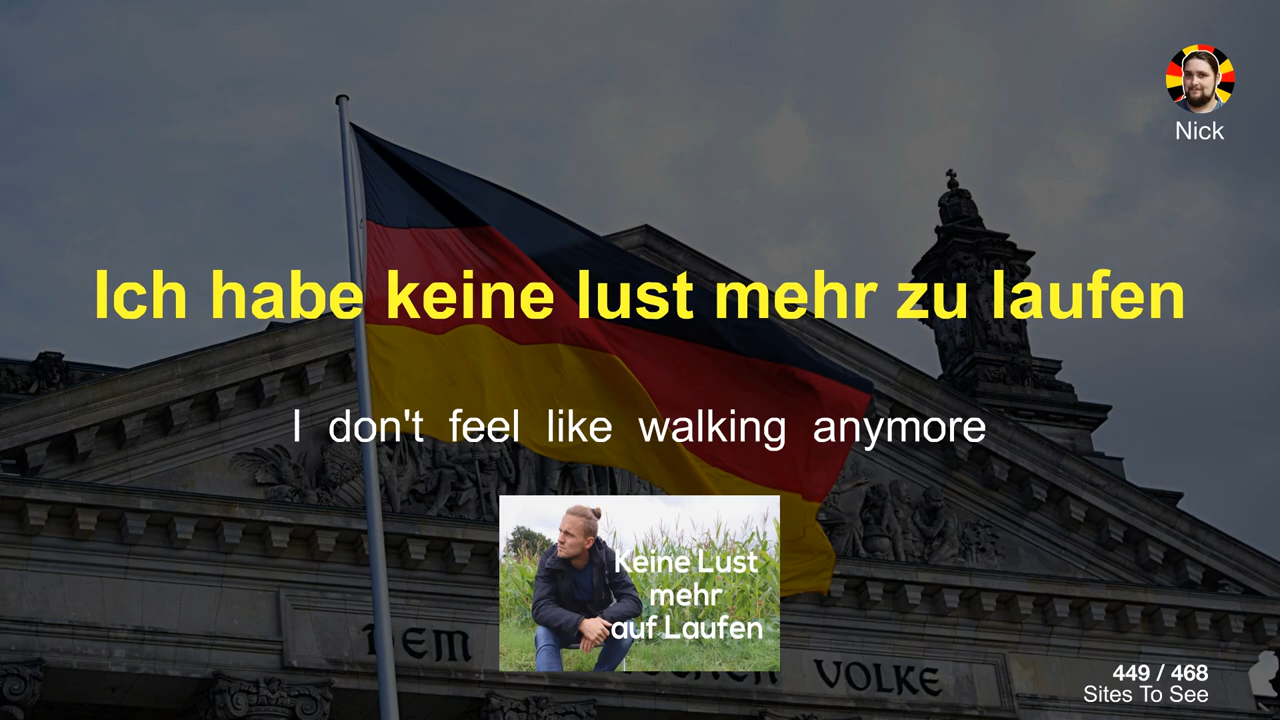 Nick
Ich habe keine lust mehr zu laufen
I don't feel like walking anymore
Keine Lust
mehr
auf Laufen
DEM
VOLKE
449 / 468
Sites To See